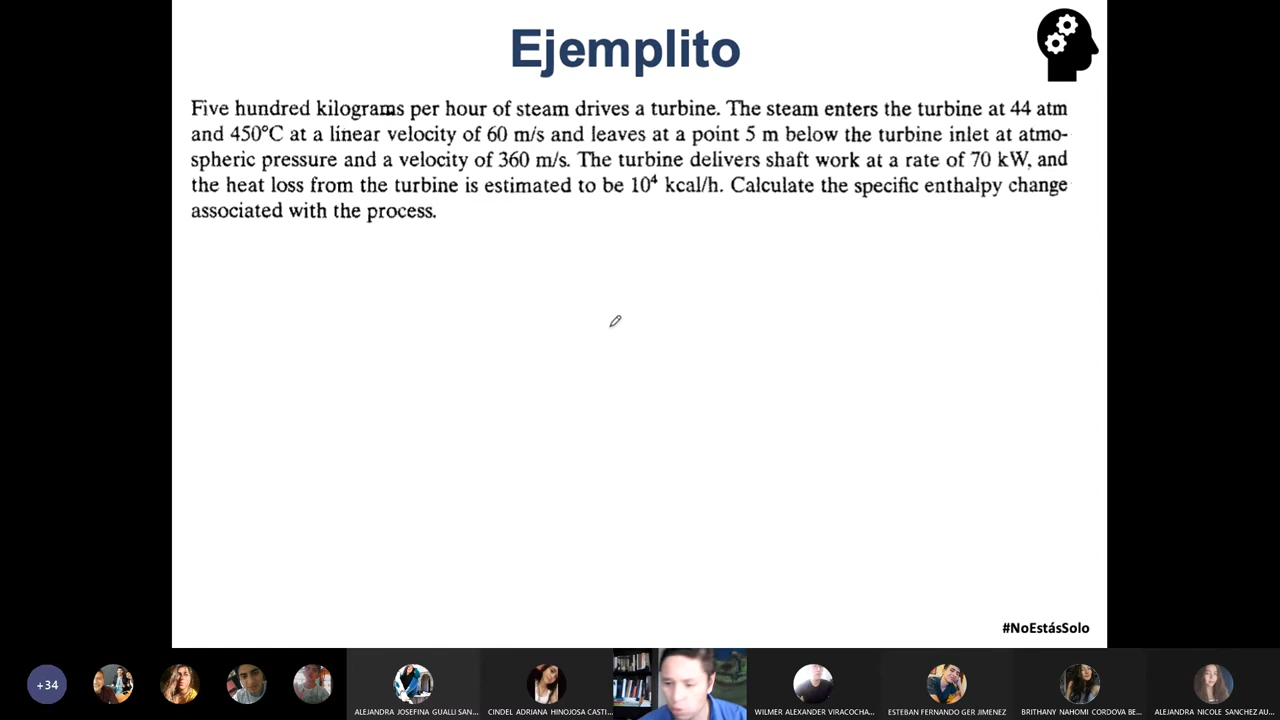 Ejemplito
Five hundred kilograms per hour of steam drives a turbine. The steam enters the turbine at 44 atm
and 450°C at a linear velocity of 60 m/s and leaves at a point 5 m below the turbine inlet at atmo-
spheric pressure and a velocity of 360 m/s. The turbine delivers shaft work at a rate of 70 kW, and
the heat loss from the turbine is estimated to be 10⁴ kcal/h. Calculate the specific enthalpy change
associated with the process.
#NoEstásSolo
+34
ALEJANDRA JOSEFINA GUALLI SAN...
CINDEL ADRIANA HINOJOSA CASTI...
WILMER ALEXANDER VIRACOCHA...
ESTEBAN FERNANDO GER JIMENEZ
BRITHANY NAHOMI CORDOVA BE...
ALEJANDRA NICOLE SANCHEZ AU...